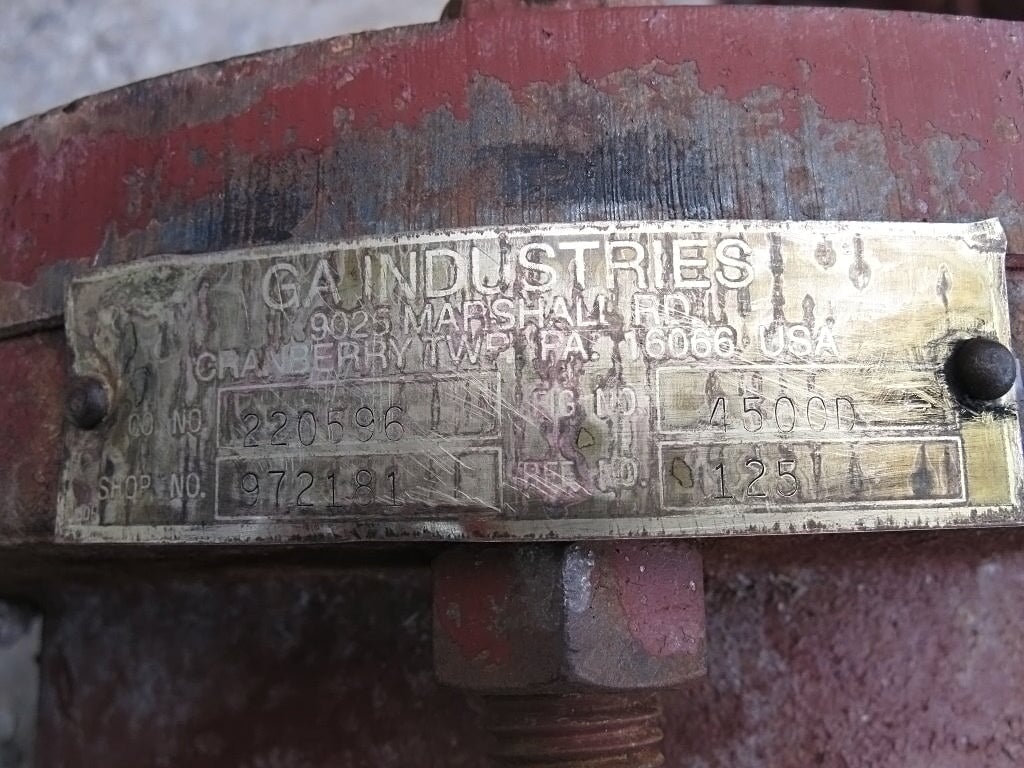 GA INDUSTRIES
9025 MARSHALL RD.
CRANBERRY TWP. PA. 16066 USA
CO NO. 220596 FIG NO. 4500D
SHOP NO. 972181 REF NO. 125